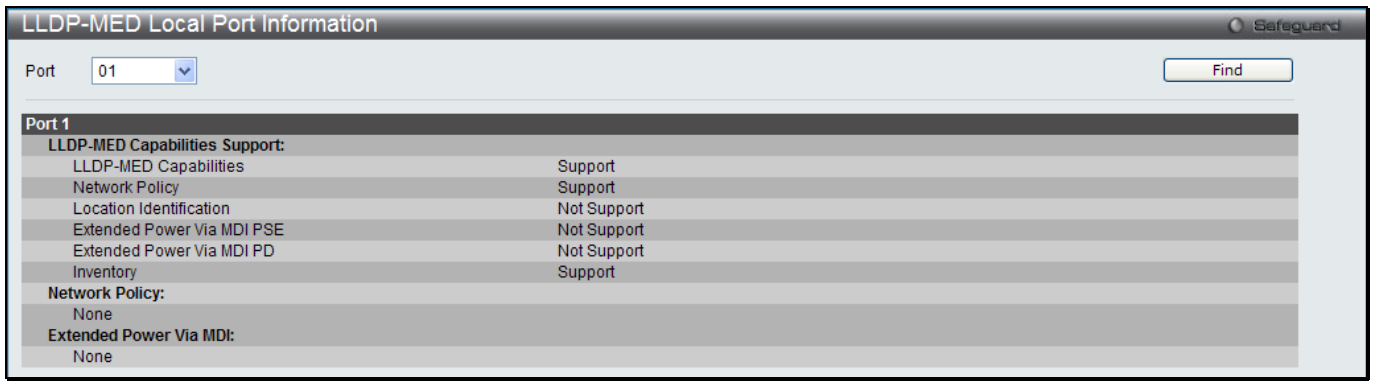 LLDP-MED Local Port Information
Safeguard
Port 01 Find
Port 1
LLDP-MED Capabilities Support:
LLDP-MED Capabilities Support
Network Policy Support
Location Identification Not Support
Extended Power Via MDI PSE Not Support
Extended Power Via MDI PD Not Support
Inventory Support
Network Policy:
None
Extended Power Via MDI:
None